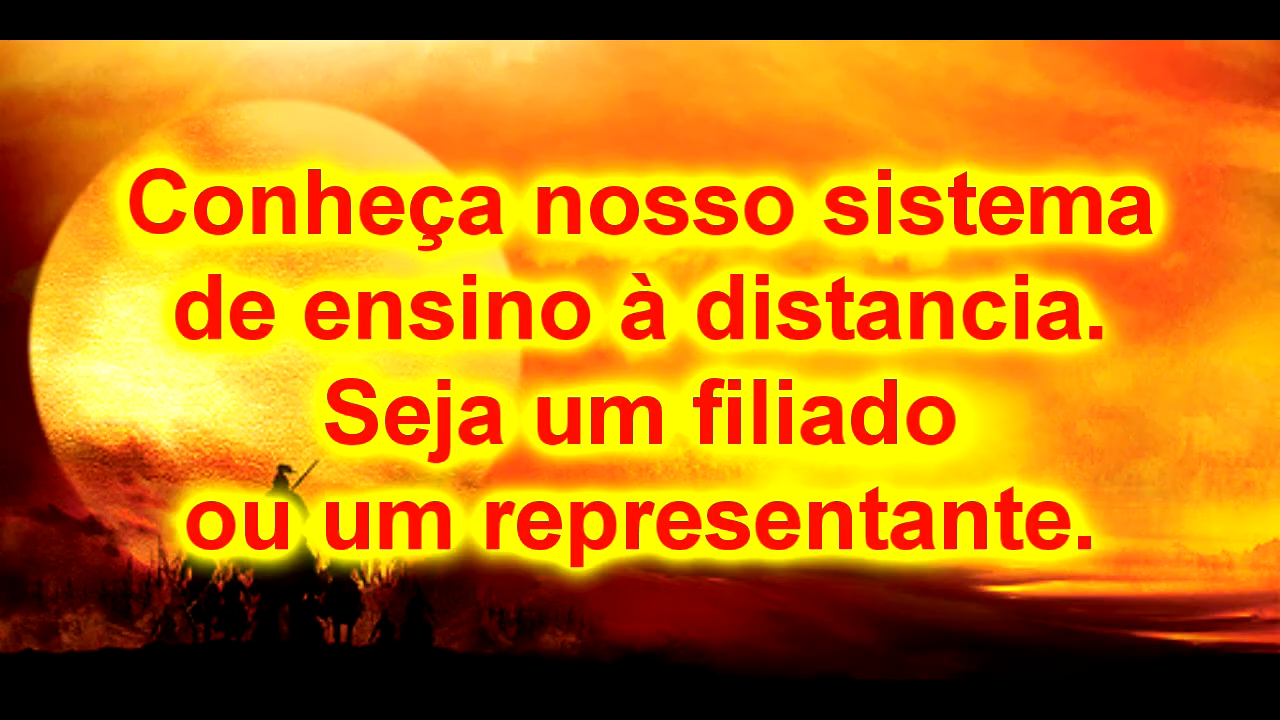 Conheça nosso sistema
de ensino à distancia.
Seja um filiado
ou um representante.